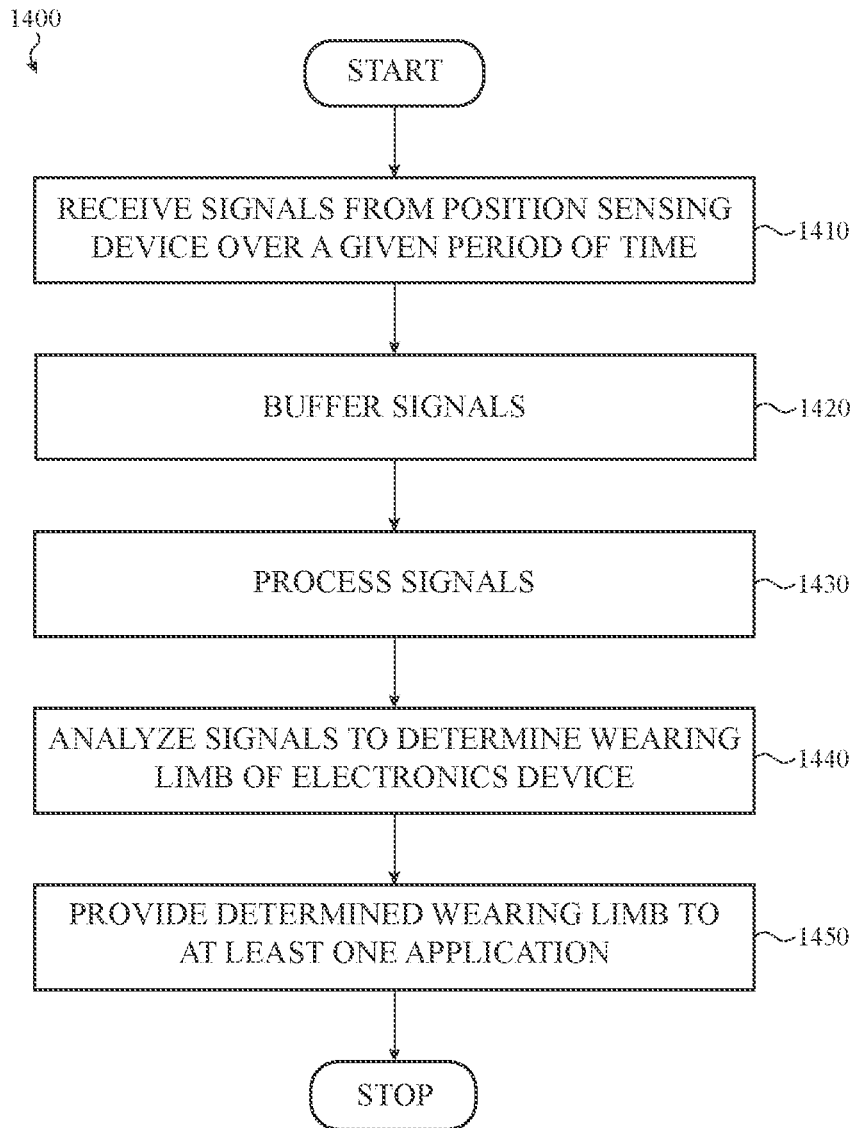 1400
START
RECEIVE SIGNALS FROM POSITION SENSING
DEVICE OVER A GIVEN PERIOD OF TIME
1410
BUFFER SIGNALS
1420
PROCESS SIGNALS
1430
ANALYZE SIGNALS TO DETERMINE WEARING
LIMB OF ELECTRONICS DEVICE
1440
PROVIDE DETERMINED WEARING LIMB TO
AT LEAST ONE APPLICATION
1450
STOP